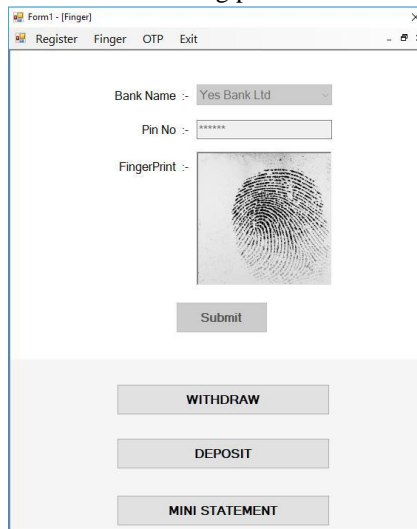 Form1 - [Finger]
Register Finger OTP Exit
Bank Name :- Yes Bank Ltd
Pin No :- ******
FingerPrint :-
Submit
WITHDRAW
DEPOSIT
MINI STATEMENT